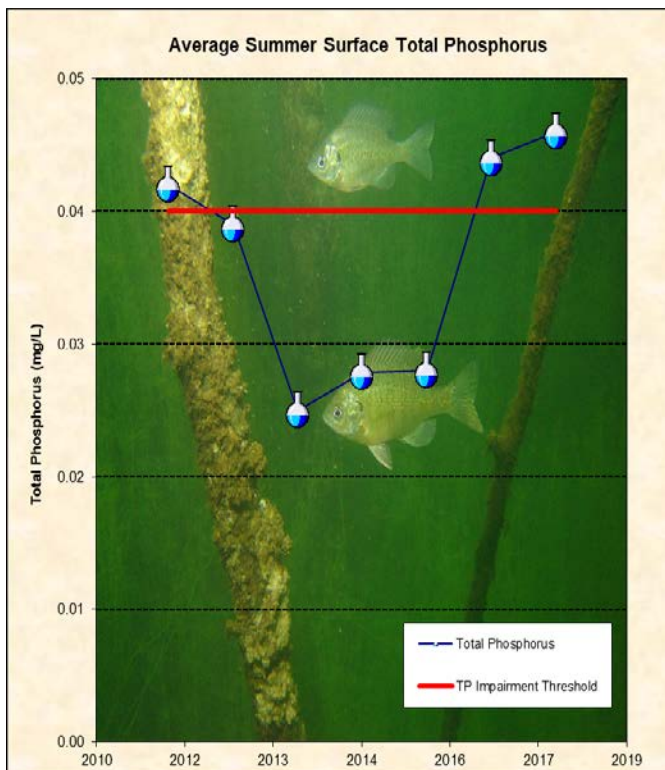 Average Summer Surface Total Phosphorus
Total Phosphorus (mg/L)
0.05
0.04
0.03
0.02
0.01
0.00
2010 2012 2013 2014 2016 2017 2019
Total Phosphorus
TP Impairment Threshold